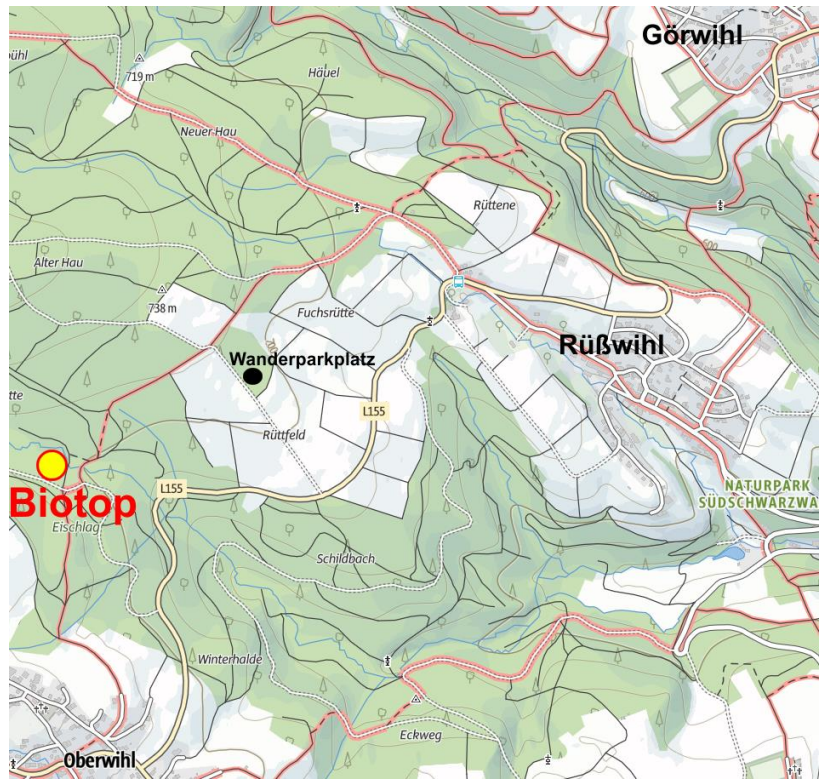 Görwihl
719 m
Häuel
Neuer Hau
Rüttene
600
Alter Hau
738 m
Fuchsrütte
Wanderparkplatz
Rüßwihl
L155
Rüttfeld
Biotop
L155
NATURPARK
SÜDSCHWARZWA
Eischlag
Schildbach
Winterhalde
Eckweg
Oberwihl